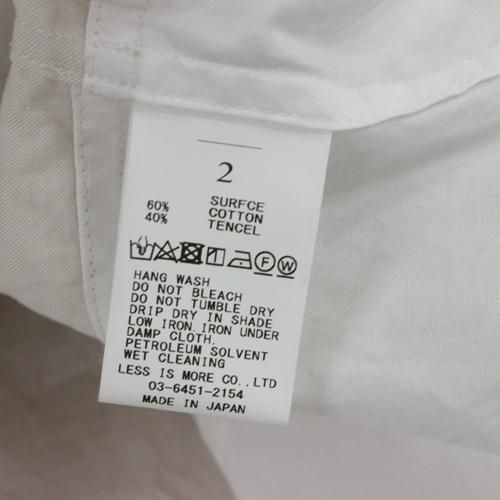 2
SURFCE
60% COTTON
40% TENCEL
F W
HANG WASH
DO NOT BLEACH
DO NOT TUMBLE DRY
DRIP DRY IN SHADE
LOW IRON. IRON UNDER
DAMP CLOTH.
PETROLEUM SOLVENT
WET CLEANING
LESS IS MORE CO.,LTD
03-6451-2154
MADE IN JAPAN